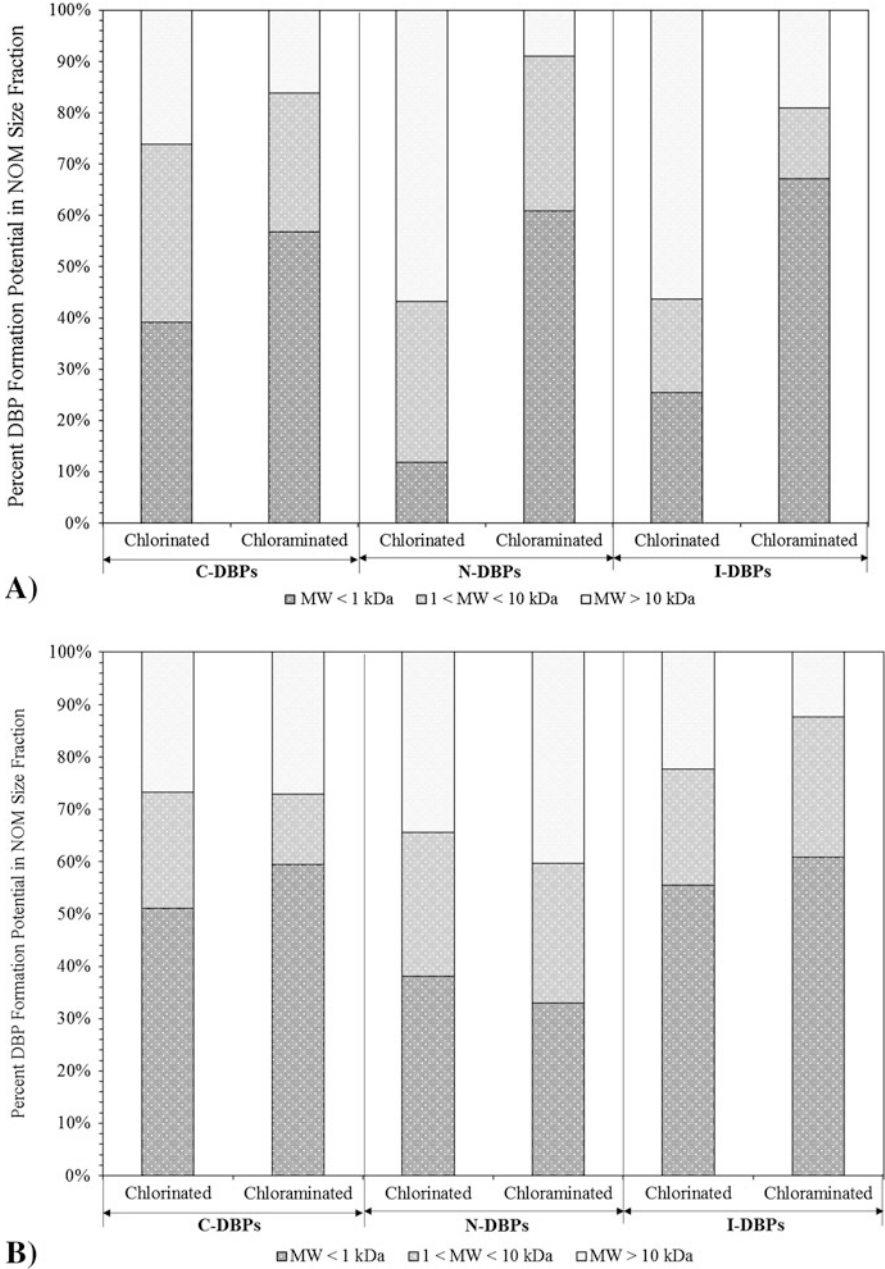 Percent DBP Formation Potential in NOM Size Fraction
100%
90%
80%
70%
60%
50%
40%
30%
20%
10%
0%
Chlorinated Chloraminated Chlorinated Chloraminated Chlorinated Chloraminated
C-DBPs N-DBPs I-DBPs
A)
MW < 1 kDa 1 < MW < 10 kDa MW > 10 kDa
Percent DBP Formation Potential in NOM Size Fraction
100%
90%
80%
70%
60%
50%
40%
30%
20%
10%
0%
Chlorinated Chloraminated Chlorinated Chloraminated Chlorinated Chloraminated
C-DBPs N-DBPs I-DBPs
B)
MW < 1 kDa 1 < MW < 10 kDa MW > 10 kDa